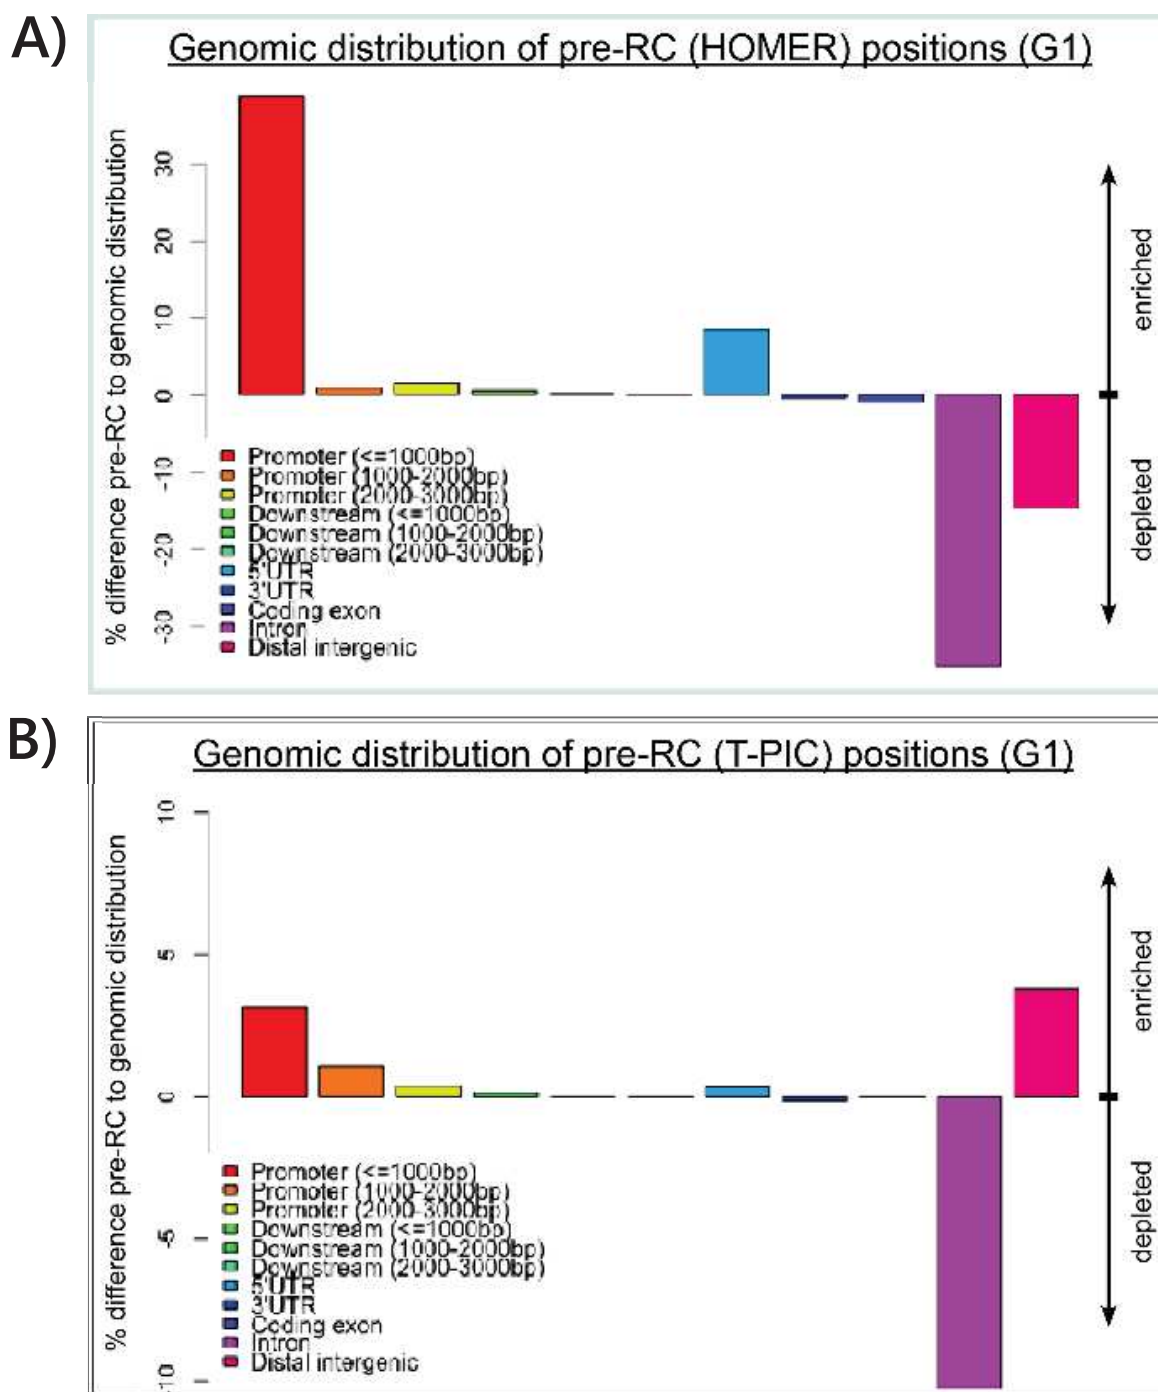 A)
Genomic distribution of pre-RC (HOMER) positions (G1)
% difference pre-RC to genomic distribution
30
20
10
0
-10
-20
-30
enriched
depleted
Promoter (<=1000bp)
Promoter (1000-2000bp)
Promoter (2000-3000bp)
Downstream (<=1000bp)
Downstream (1000-2000bp)
Downstream (2000-3000bp)
5'UTR
3'UTR
Coding exon
Intron
Distal intergenic
B)
Genomic distribution of pre-RC (T-PIC) positions (G1)
% difference pre-RC to genomic distribution
10
5
0
-5
-10
enriched
depleted
Promoter (<=1000bp)
Promoter (1000-2000bp)
Promoter (2000-3000bp)
Downstream (<=1000bp)
Downstream (1000-2000bp)
Downstream (2000-3000bp)
5'UTR
3'UTR
Coding exon
Intron
Distal intergenic